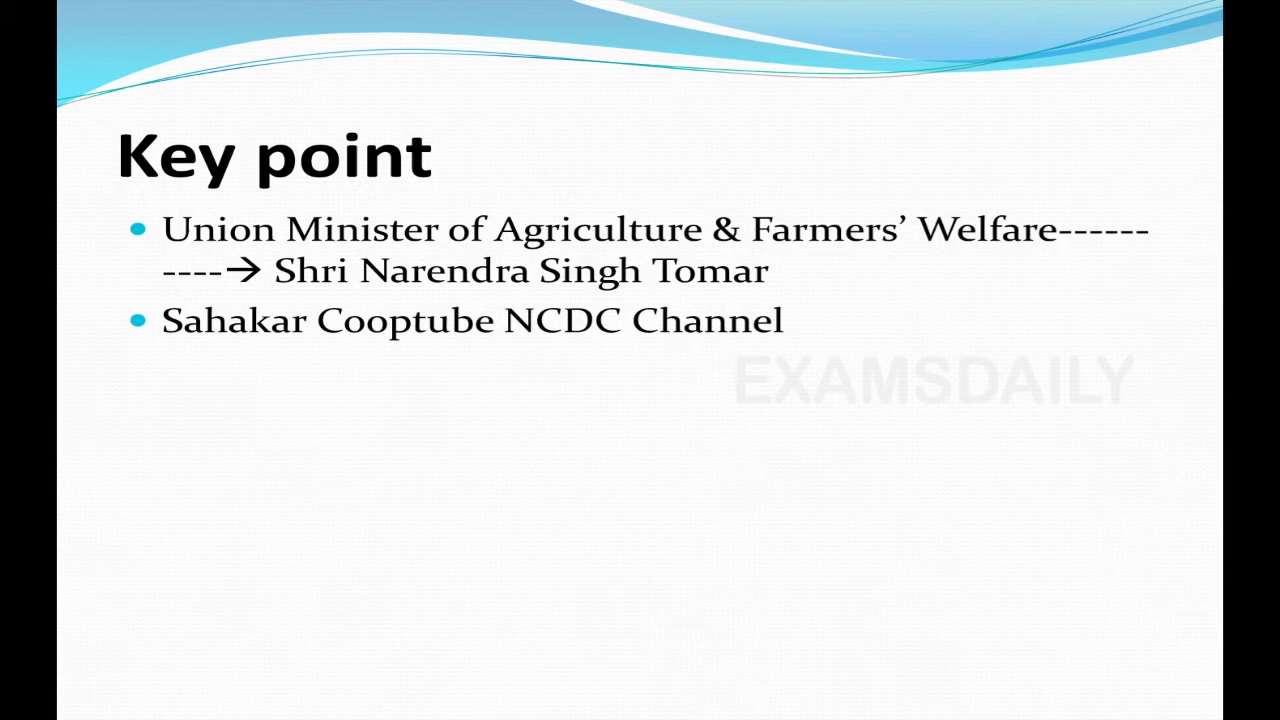 Key point
• Union Minister of Agriculture & Farmers’ Welfare------
----→ Shri Narendra Singh Tomar
• Sahakar Cooptube NCDC Channel
EXAMSDAILY